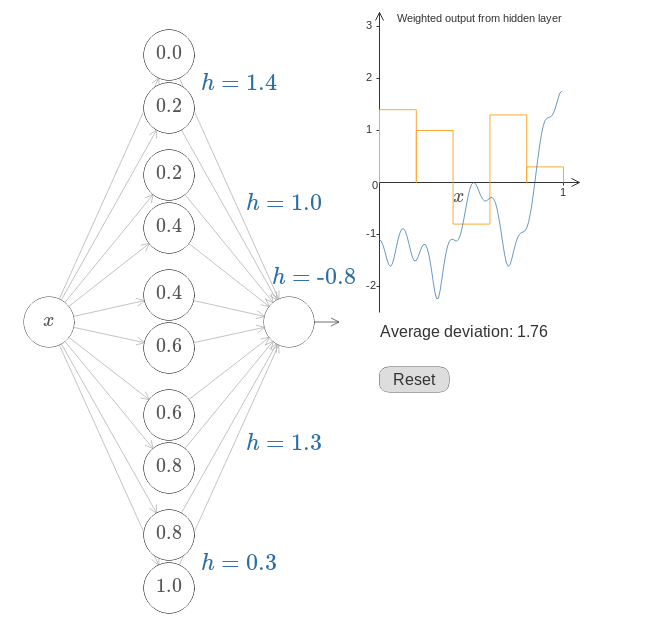 0.0
h = 1.4
0.2
0.2
h = 1.0
0.4
h = -0.8
0.4
x
0.6
0.6
h = 1.3
0.8
0.8
h = 0.3
1.0
Weighted output from hidden layer
3
2
1
0
x
1
-1
-2
Average deviation: 1.76
Reset